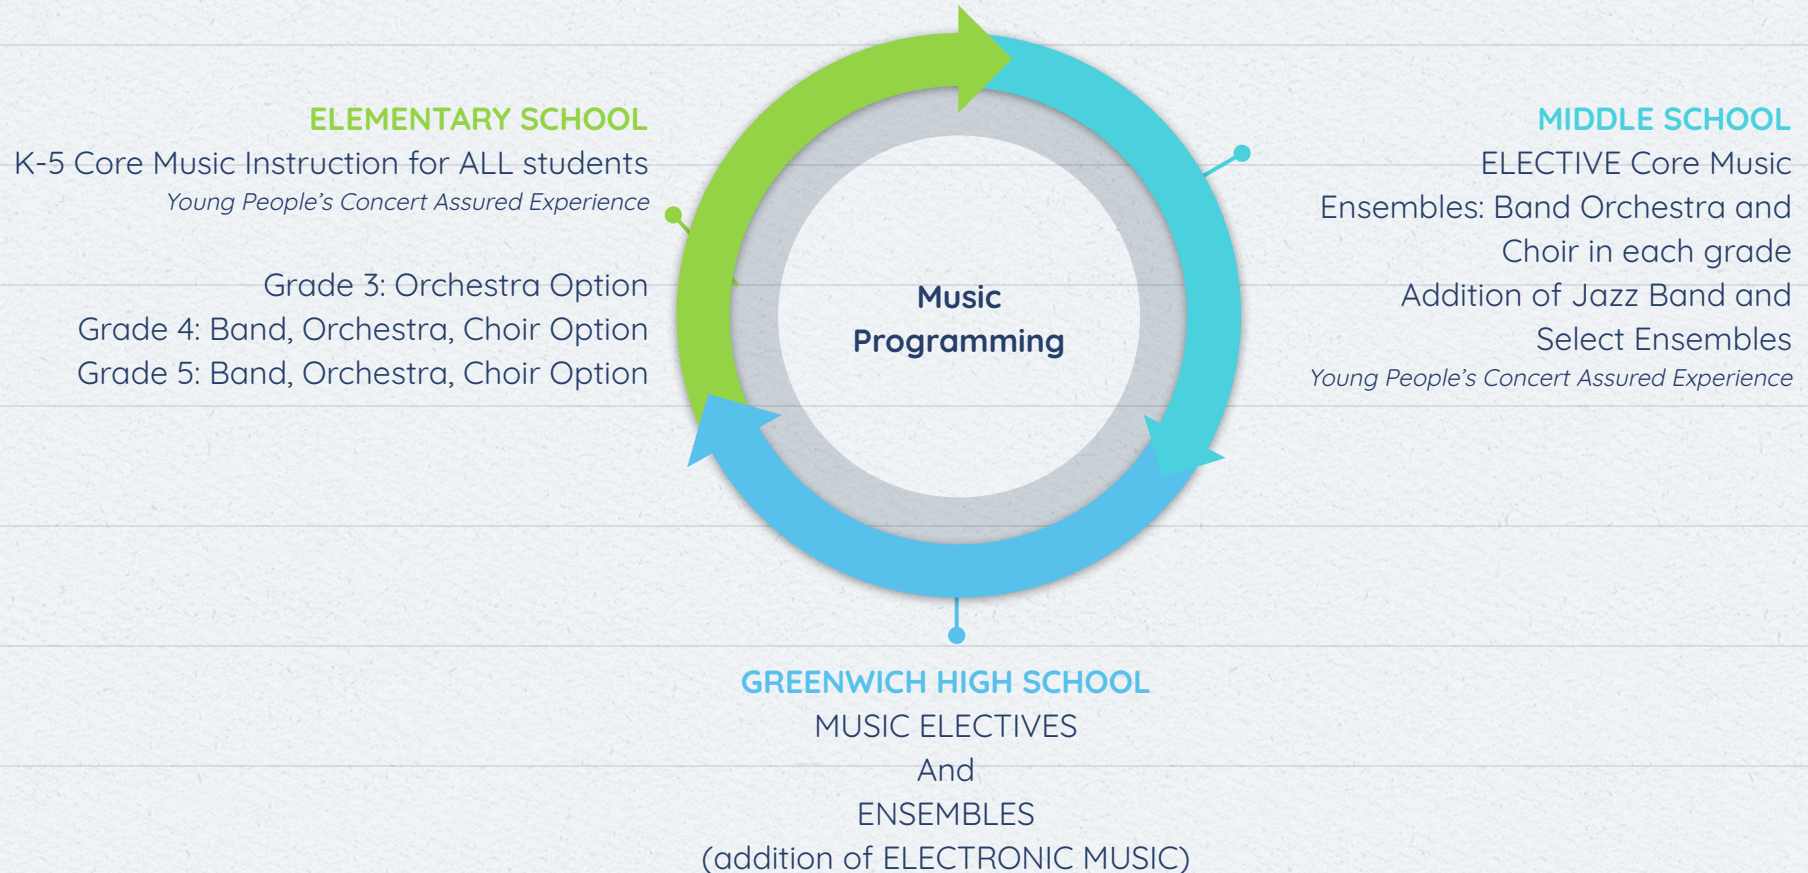 ELEMENTARY SCHOOL
K-5 Core Music Instruction for ALL students
Young People’s Concert Assured Experience
Grade 3: Orchestra Option
Grade 4: Band, Orchestra, Choir Option
Grade 5: Band, Orchestra, Choir Option
Music
Programming
MIDDLE SCHOOL
ELECTIVE Core Music
Ensembles: Band Orchestra and
Choir in each grade
Addition of Jazz Band and
Select Ensembles
Young People’s Concert Assured Experience
GREENWICH HIGH SCHOOL
MUSIC ELECTIVES
And
ENSEMBLES
(addition of ELECTRONIC MUSIC)